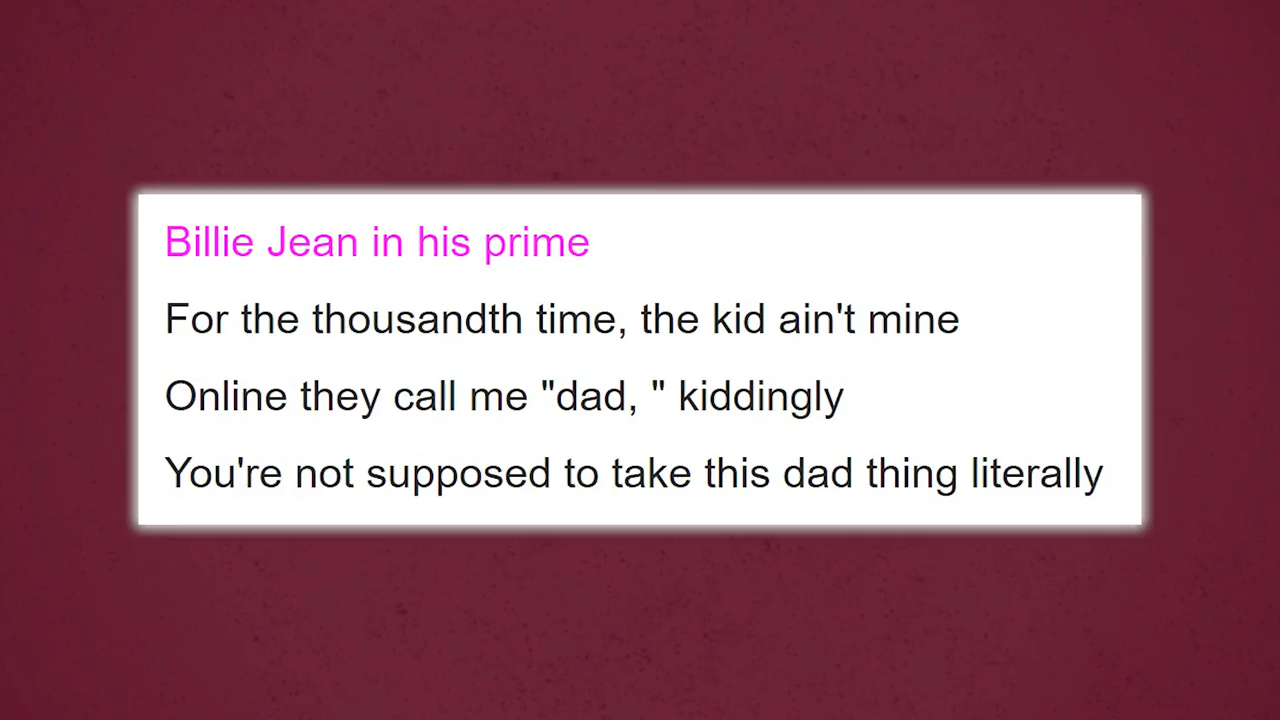 Billie Jean in his prime
For the thousandth time, the kid ain't mine
Online they call me "dad, " kiddingly
You're not supposed to take this dad thing literally